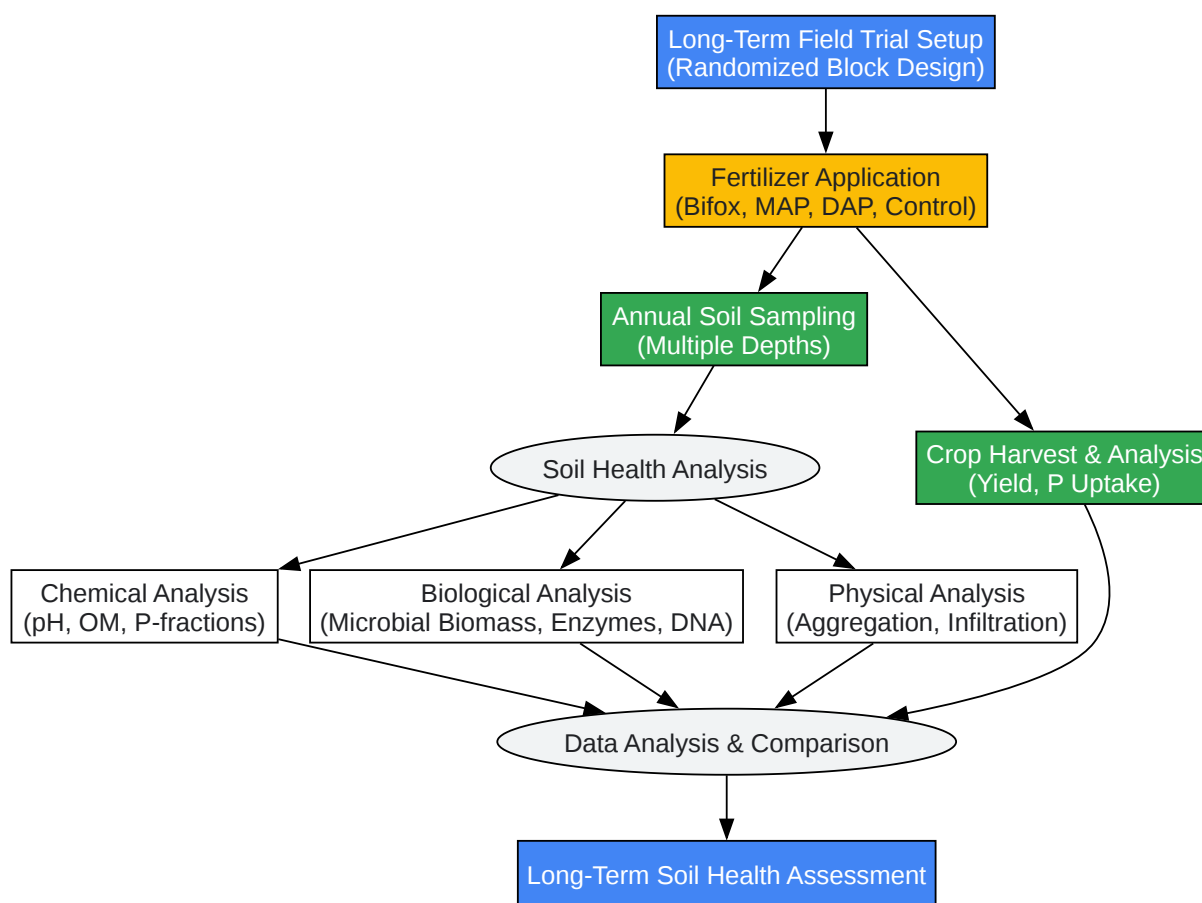 Long-Term Field Trial Setup
(Randomized Block Design)
Fertilizer Application
(Bifox, MAP, DAP, Control)
Annual Soil Sampling
(Multiple Depths)
Crop Harvest & Analysis
(Yield, P Uptake)
Soil Health Analysis
Chemical Analysis
(pH, OM, P-fractions)
Biological Analysis
(Microbial Biomass, Enzymes, DNA)
Physical Analysis
(Aggregation, Infiltration)
Data Analysis & Comparison
Long-Term Soil Health Assessment